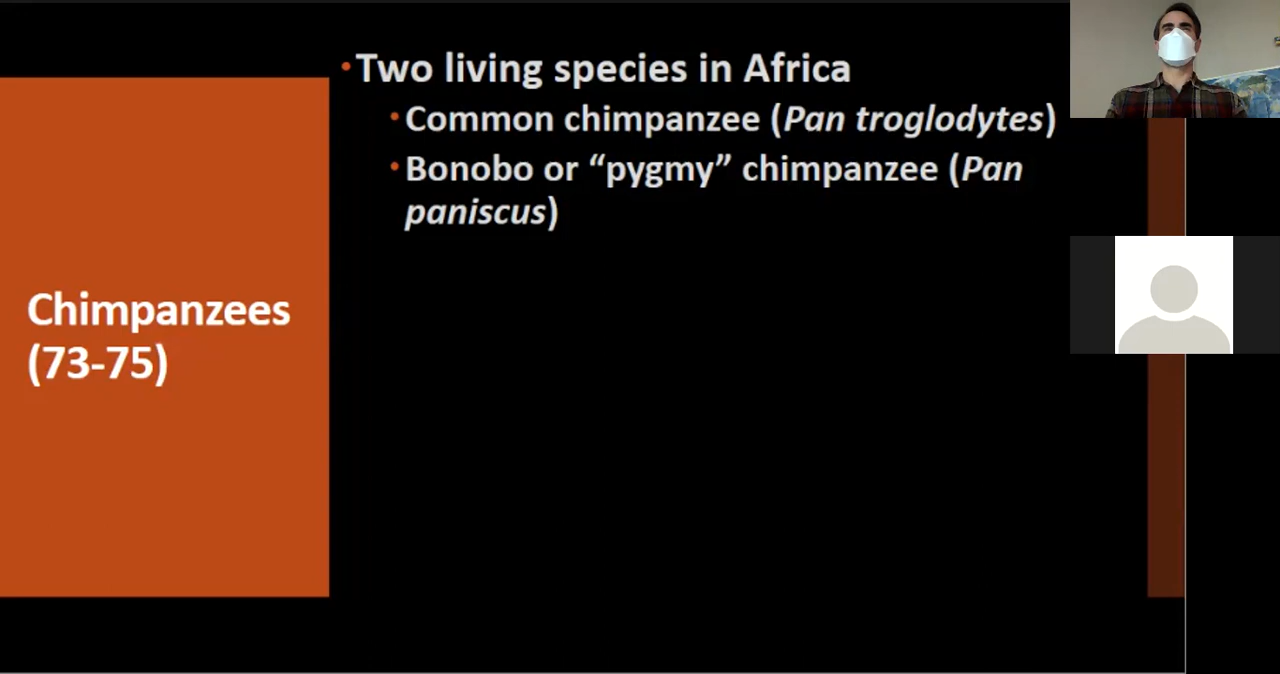 Two living species in Africa
Common chimpanzee (Pan troglodytes)
Bonobo or “pygmy” chimpanzee (Pan
paniscus)
Chimpanzees
(73-75)